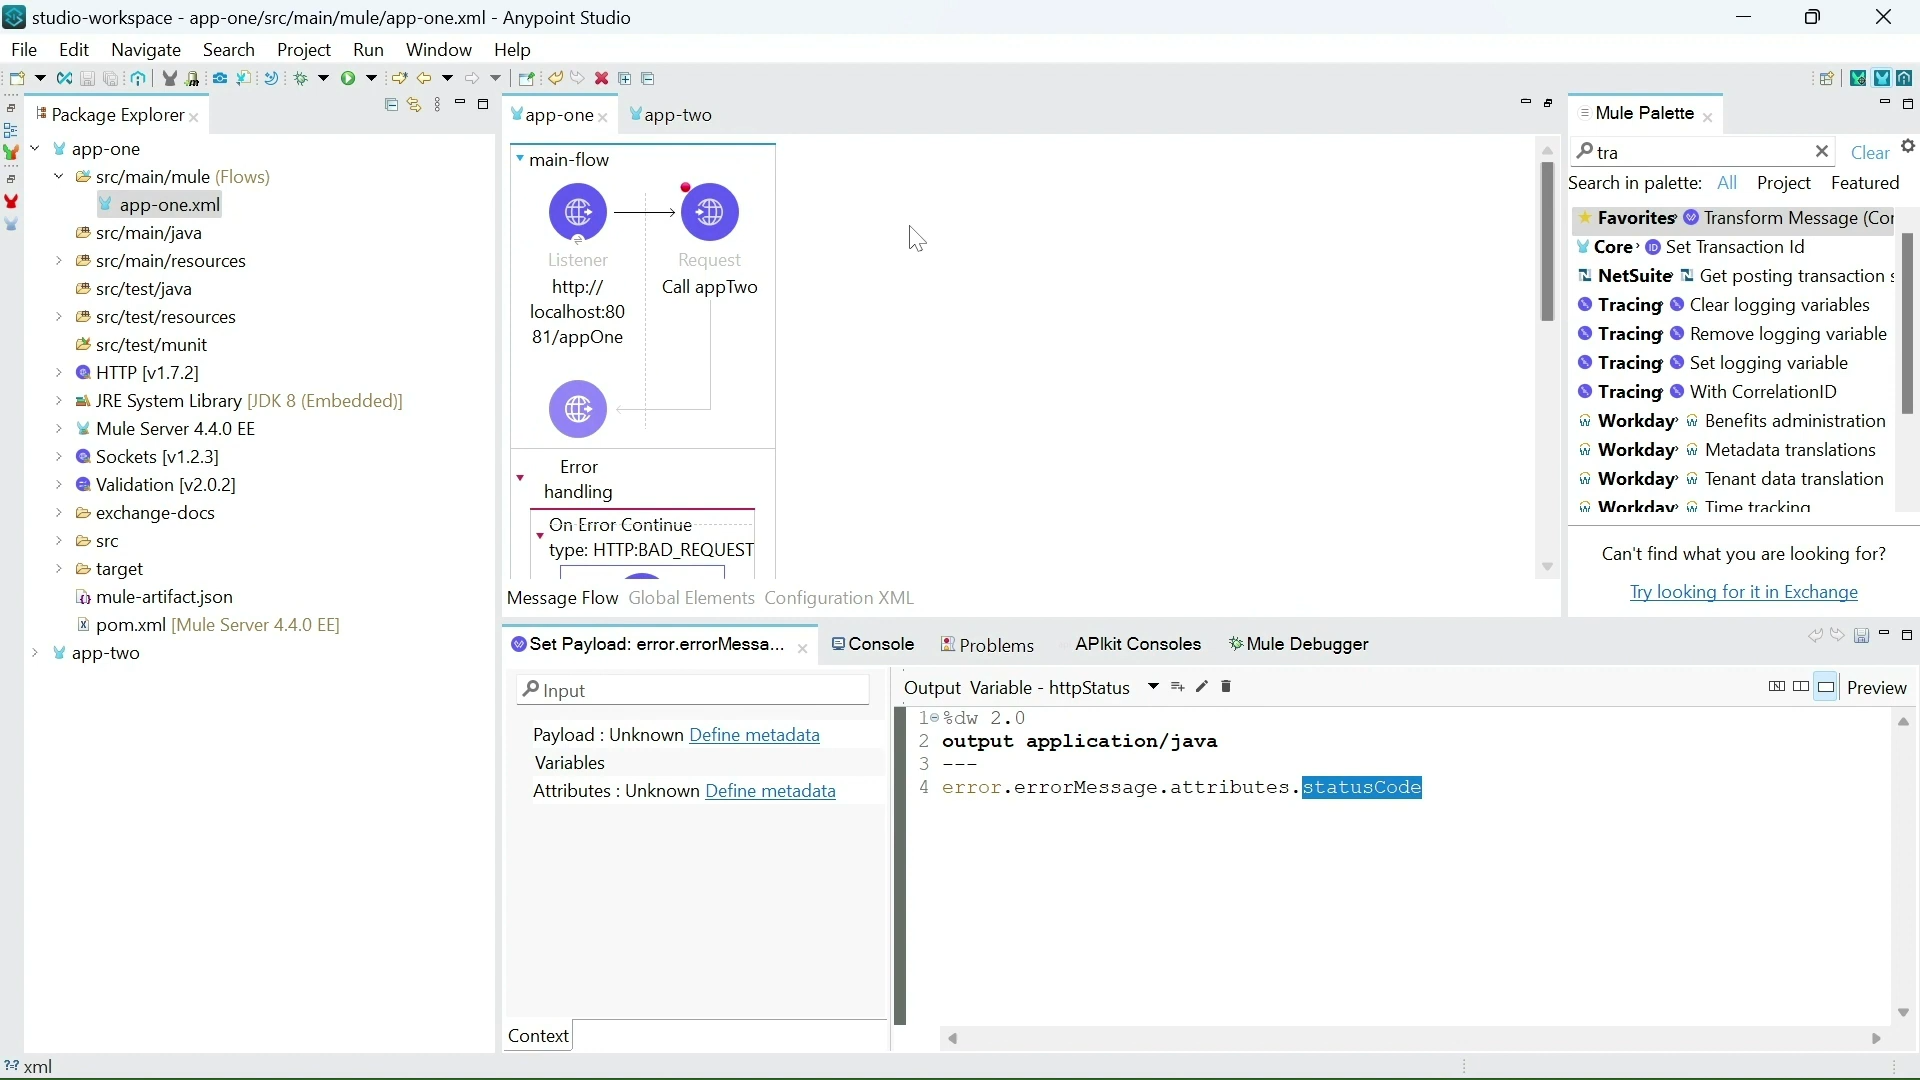 studio-workspace - app-one/src/main/mule/app-one.xml - Anypoint Studio
File Edit Navigate Search Project Run Window Help
Package Explorer
app-one
src/main/mule (Flows)
app-one.xml
src/main/java
src/main/resources
src/test/java
src/test/resources
src/test/munit
HTTP [v1.7.2]
JRE System Library [JDK 8 (Embedded)]
Mule Server 4.4.0 EE
Sockets [v1.2.3]
Validation [v2.0.2]
exchange-docs
src
target
mule-artifact.json
pom.xml [Mule Server 4.4.0 EE]
app-two
app-one app-two
main-flow
Listener
http://
localhost:80
81/appOne
Request
Call appTwo
Error
handling
On Error Continue
type: HTTP:BAD_REQUEST
Message Flow Global Elements Configuration XML
Mule Palette
tra
Clear
Search in palette: All Project Featured
Favorites Transform Message (Cor
Core Set Transaction Id
NetSuite Get posting transaction s
Tracing Clear logging variables
Tracing Remove logging variable
Tracing Set logging variable
Tracing With CorrelationID
Workday Benefits administration
Workday Metadata translations
Workday Tenant data translation
Workday Time tracking
Can't find what you are looking for?
Try looking for it in Exchange
Set Payload: error.errorMessa... Console Problems APIkit Consoles Mule Debugger
Input
Payload : Unknown Define metadata
Variables
Attributes : Unknown Define metadata
Context
Output Variable - httpStatus Preview
1 %dw 2.0
2 output application/java
3 ---
4 error.errorMessage.attributes.statusCode
xml